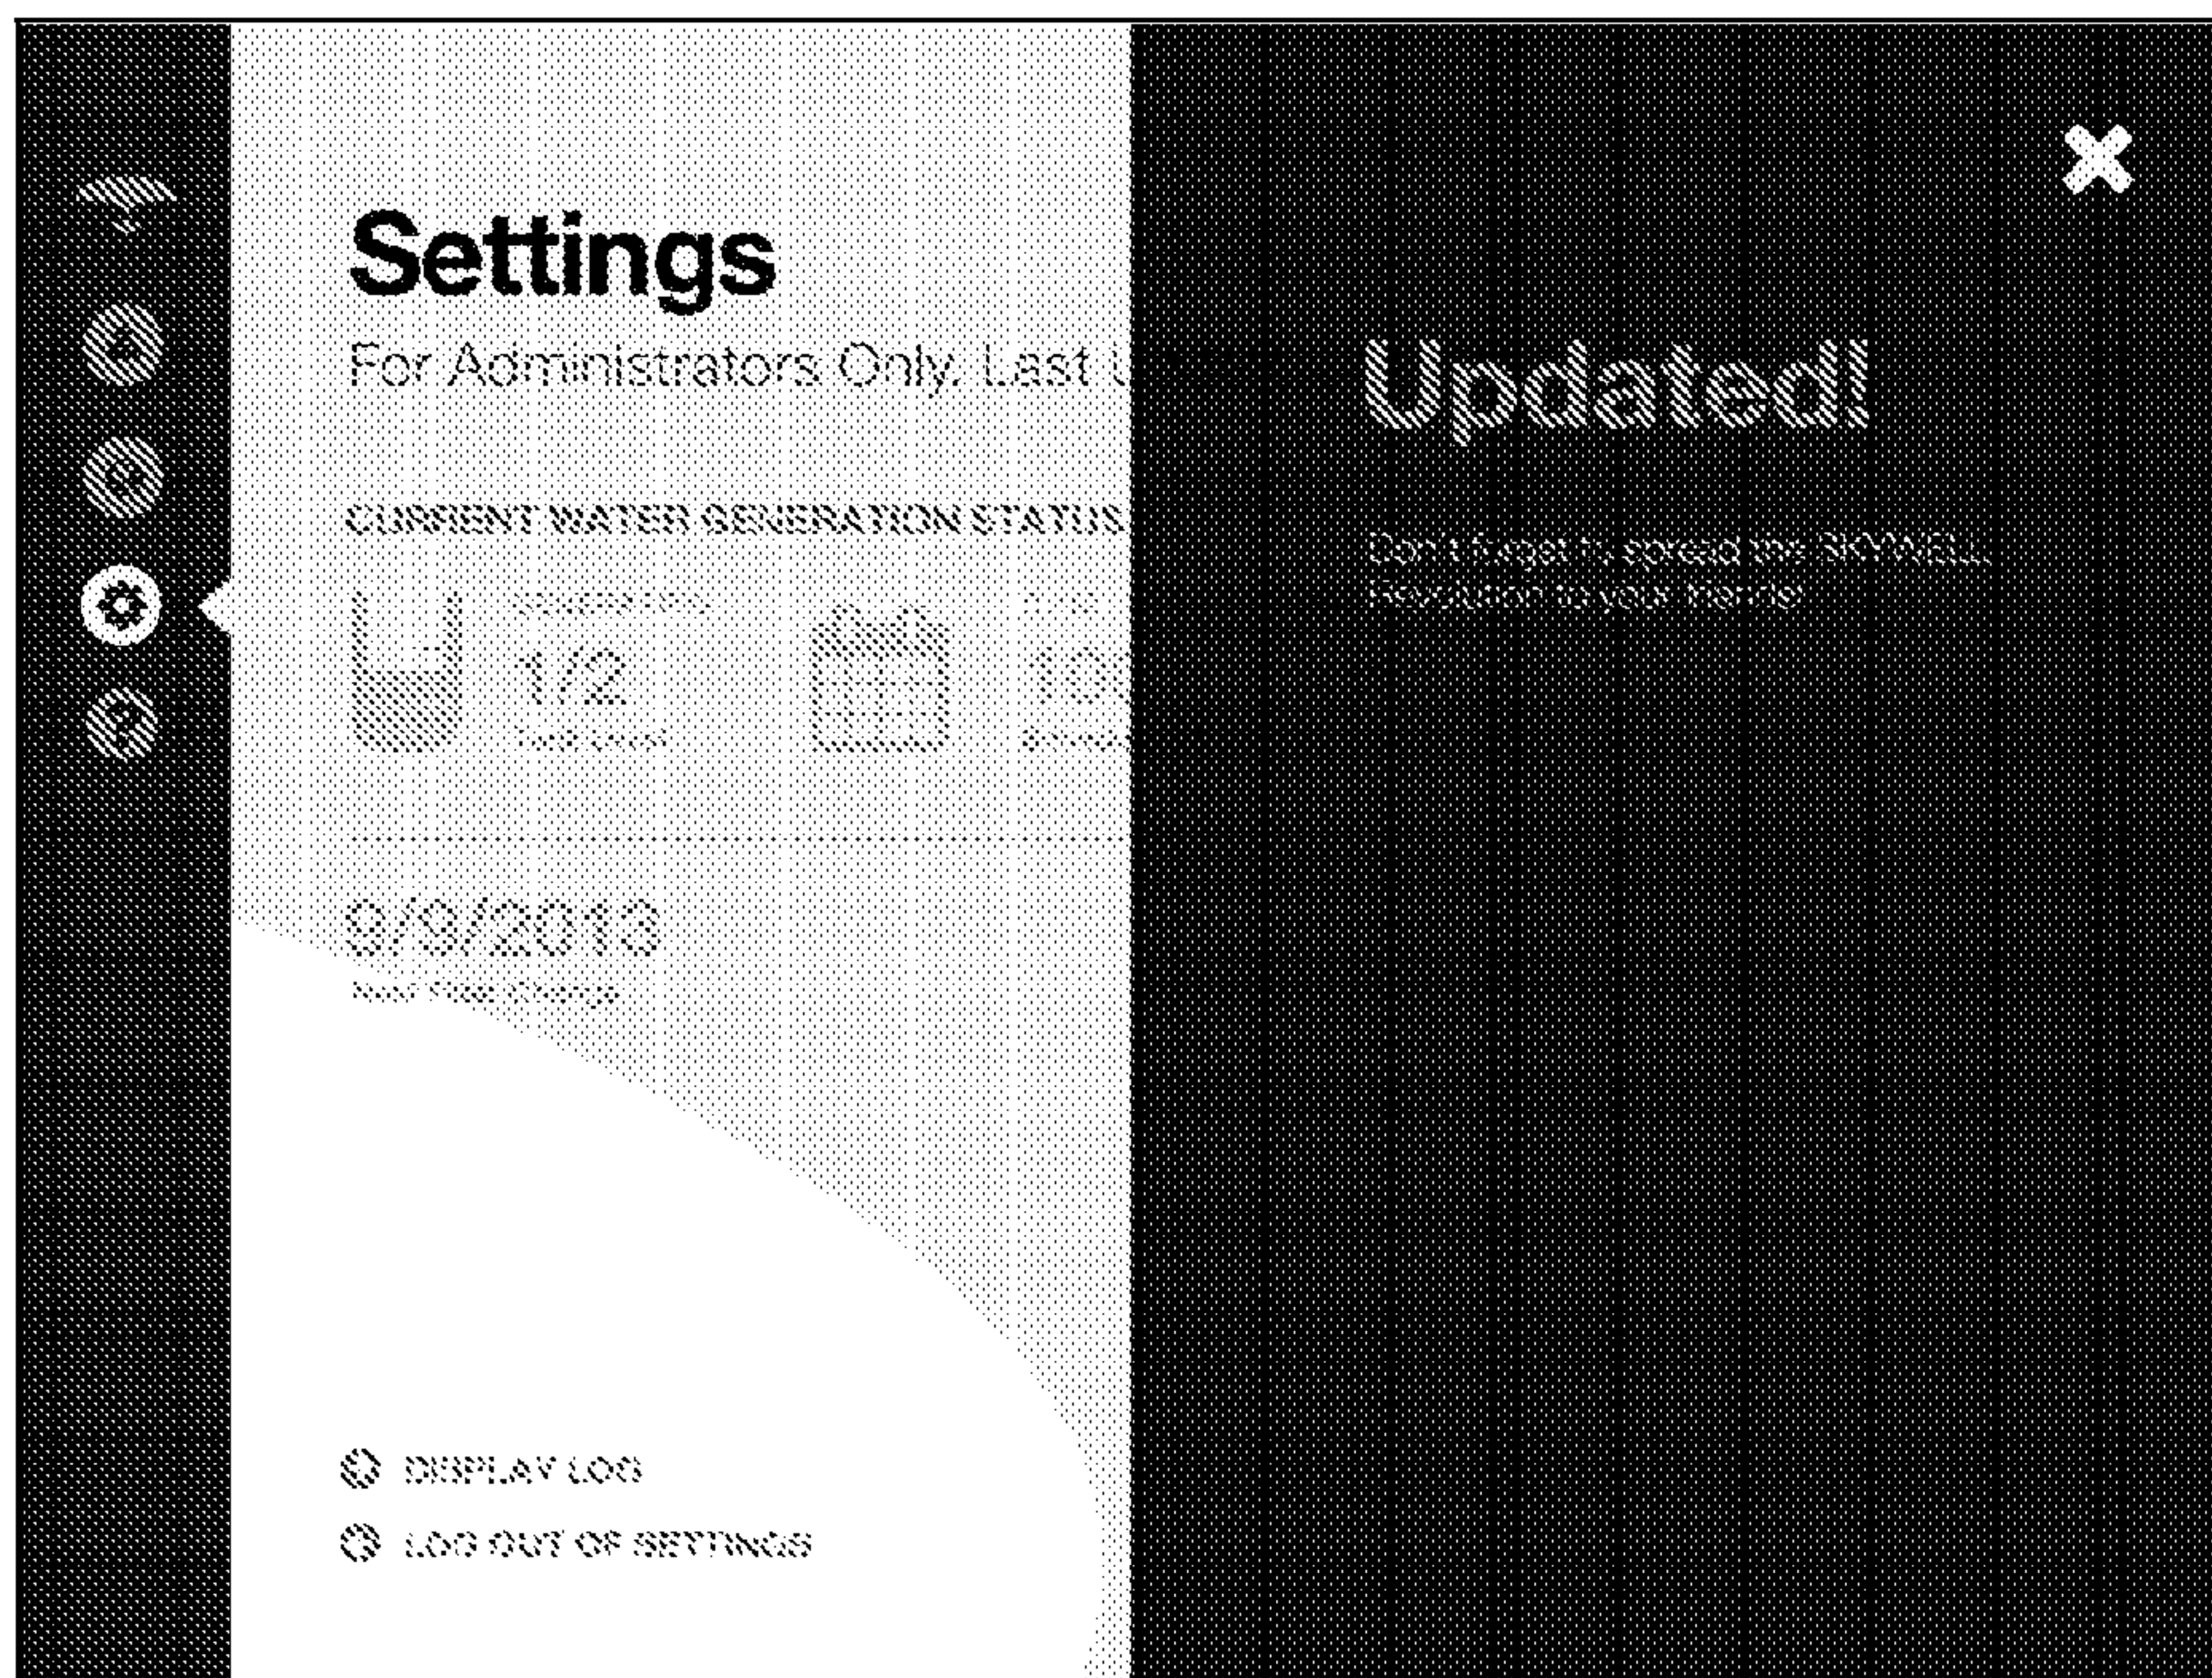 Settings
For Administrators Only. Last
CURRENT WATER GENERATION STATUS
1/2
9/9/2013
DISPLAY LOG
LOG OUT OF SETTINGS
Updated!
Don't forget to spread the SKYWELL
Revolution to your friends!